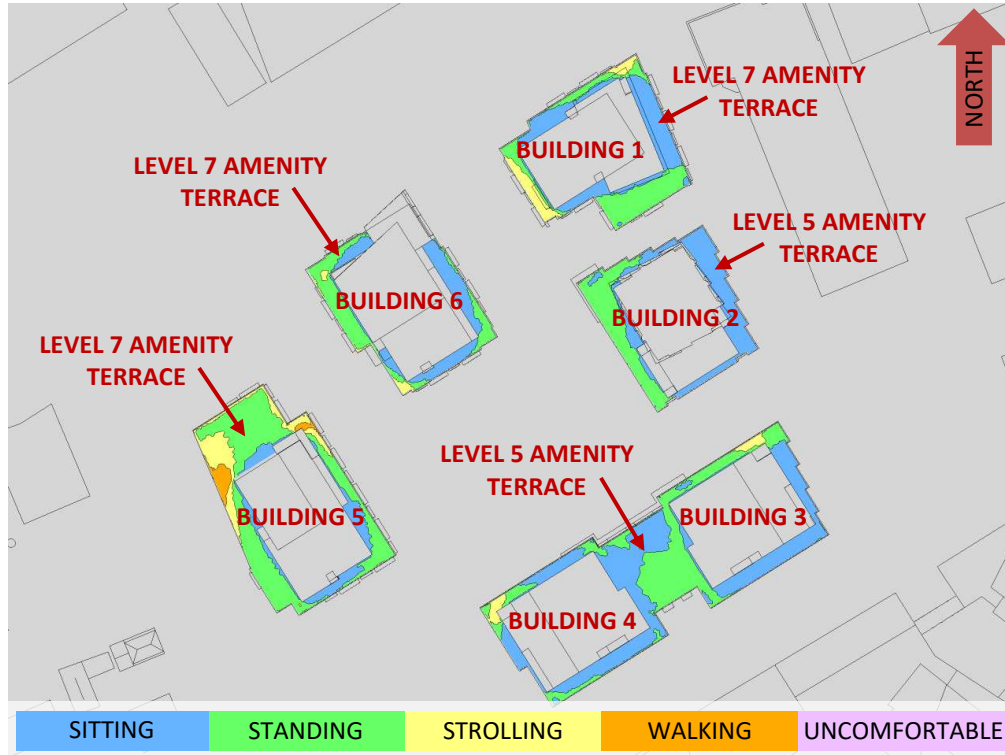 NORTH
LEVEL 7 AMENITY
TERRACE
BUILDING 1
LEVEL 7 AMENITY
TERRACE
LEVEL 5 AMENITY
TERRACE
BUILDING 6
BUILDING 2
LEVEL 7 AMENITY
TERRACE
LEVEL 5 AMENITY
TERRACE
BUILDING 5
BUILDING 3
BUILDING 4
SITTING
STANDING
STROLLING
WALKING
UNCOMFORTABLE